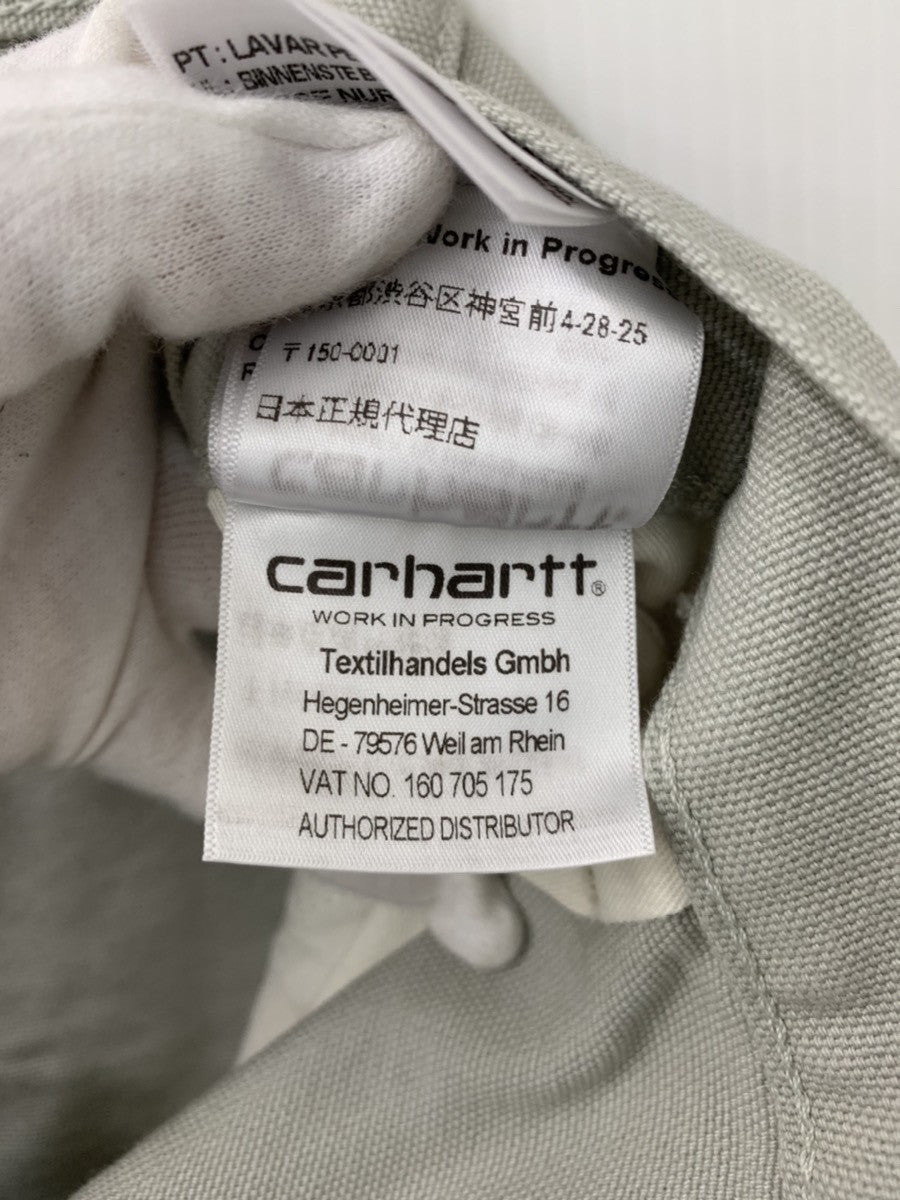 PT : LAVAR
BINNENSTE
NUR
Work in Progress
京都渋谷区神宮前4-28-25
〒150-0001
日本正規代理店
carhartt®
WORK IN PROGRESS
Textilhandels Gmbh
Hegenheimer-Strasse 16
DE - 79576 Weil am Rhein
VAT NO. 160 705 175
AUTHORIZED DISTRIBUTOR